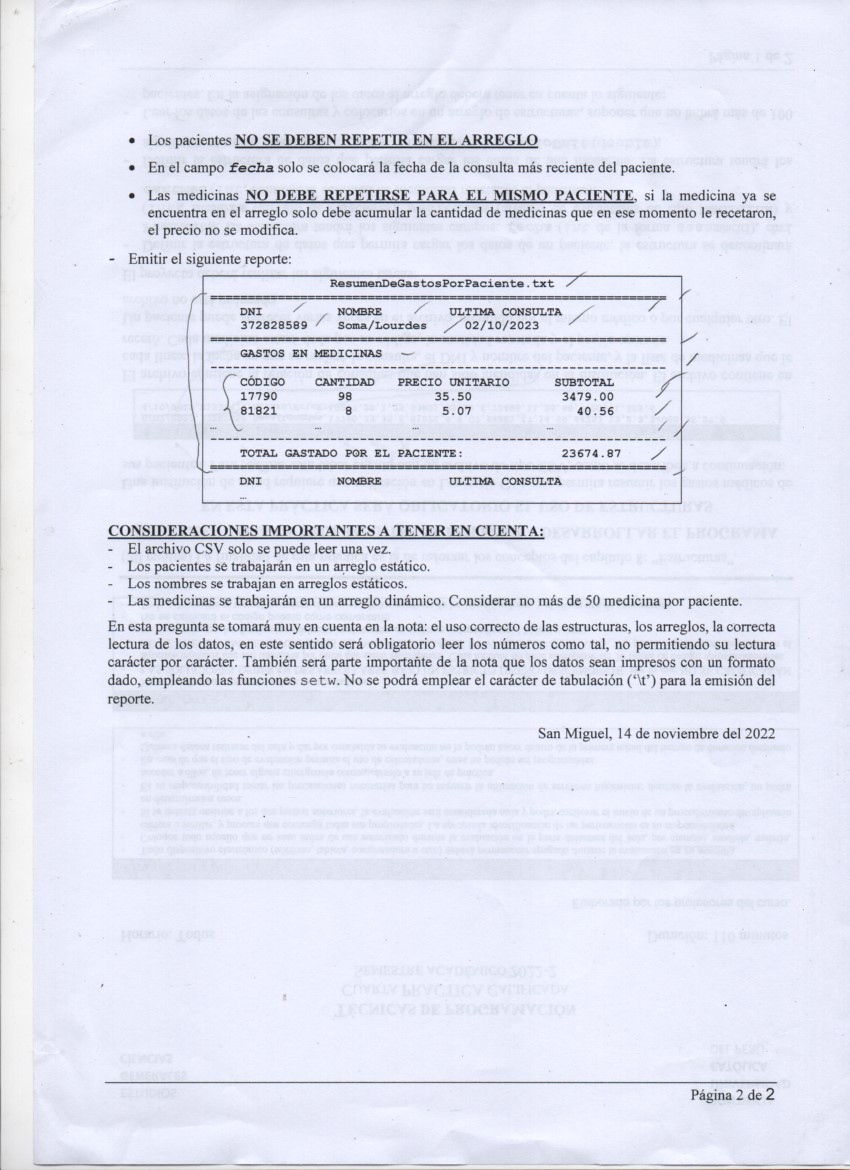 • Los pacientes NO SE DEBEN REPETIR EN EL ARREGLO
• En el campo fecha solo se colocará la fecha de la consulta más reciente del paciente.
• Las medicinas NO DEBE REPETIRSE PARA EL MISMO PACIENTE, si la medicina ya se
encuentra en el arreglo solo debe acumular la cantidad de medicinas que en ese momento le recetaron,
el precio no se modifica.
- Emitir el siguiente reporte:
ResumenDeGastosPorPaciente.txt
==========================================================
DNI NOMBRE ULTIMA CONSULTA
372828589 Soma/Lourdes 02/10/2023
==========================================================
GASTOS EN MEDICINAS
----------------------------------------------------------
CÓDIGO CANTIDAD PRECIO UNITARIO SUBTOTAL
17790 98 35.50 3479.00
81821 8 5.07 40.56
… … … …
----------------------------------------------------------
TOTAL GASTADO POR EL PACIENTE: 23674.87
==========================================================
DNI NOMBRE ULTIMA CONSULTA
…
CONSIDERACIONES IMPORTANTES A TENER EN CUENTA:
- El archivo CSV solo se puede leer una vez.
- Los pacientes se trabajarán en un arreglo estático.
- Los nombres se trabajan en arreglos estáticos.
- Las medicinas se trabajarán en un arreglo dinámico. Considerar no más de 50 medicina por paciente.
En esta pregunta se tomará muy en cuenta en la nota: el uso correcto de las estructuras, los arreglos, la correcta
lectura de los datos, en este sentido será obligatorio leer los números como tal, no permitiendo su lectura
carácter por carácter. También será parte importante de la nota que los datos sean impresos con un formato
dado, empleando las funciones setw. No se podrá emplear el carácter de tabulación (‘\t’) para la emisión del
reporte.
San Miguel, 14 de noviembre del 2022
Página 2 de 2